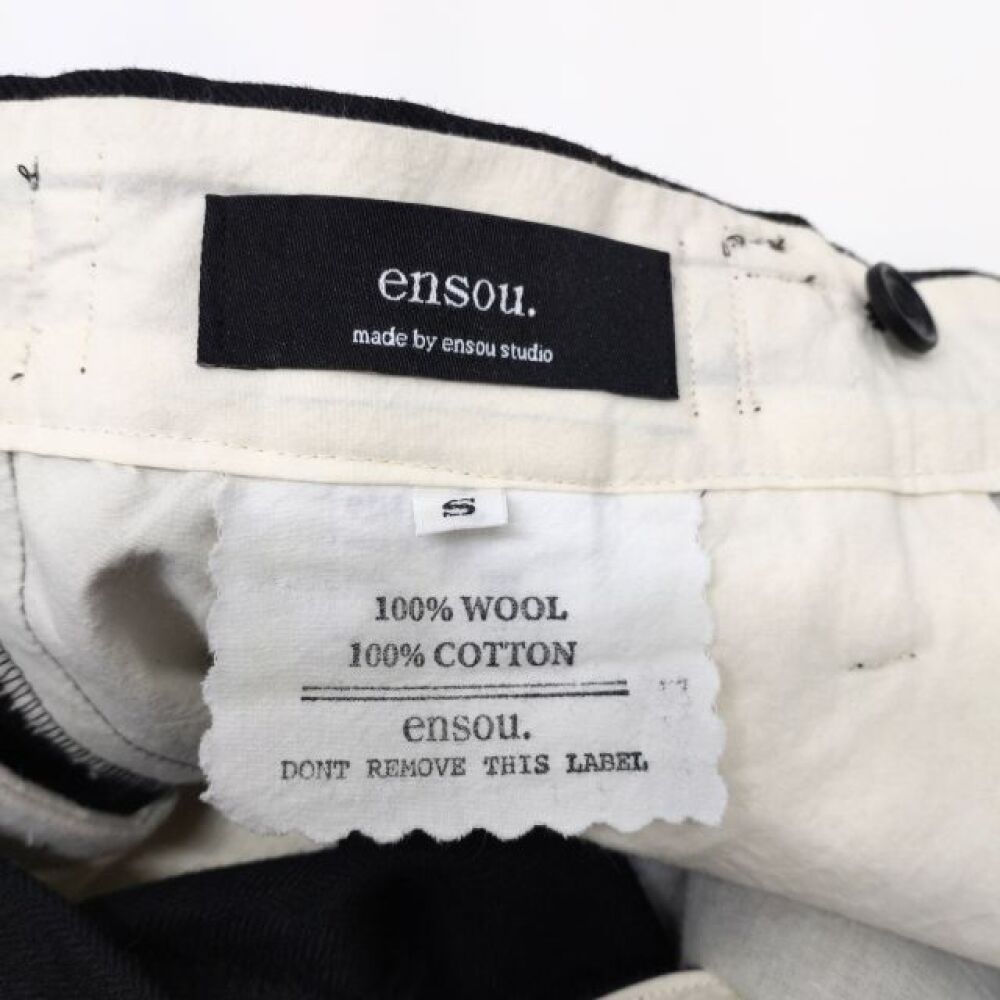 ensou.
made by ensou studio
S
100% WOOL
100% COTTON
ensou.
DONT REMOVE THIS LABEL